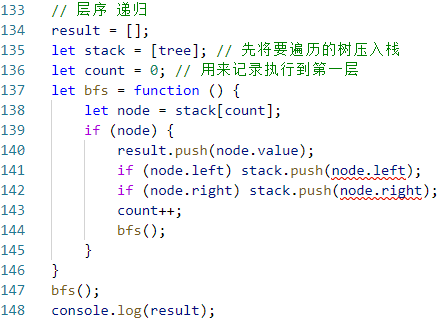 133 // 层序 递归
134 result = [];
135 let stack = [tree]; // 先将要遍历的树压入栈
136 let count = 0; // 用来记录执行到第一层
137 let bfs = function () {
138     let node = stack[count];
139     if (node) {
140         result.push(node.value);
141         if (node.left) stack.push(node.left);
142         if (node.right) stack.push(node.right);
143         count++;
144         bfs();
145     }
146 }
147 bfs();
148 console.log(result);